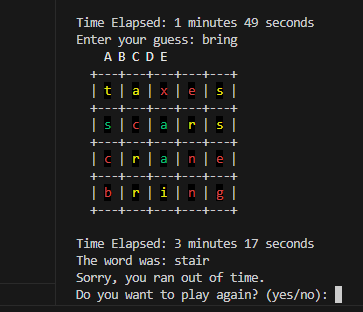 Time Elapsed: 1 minutes 49 seconds
Enter your guess: bring
A B C D E
+---+---+---+---+---+
| t | a | x | e | s |
+---+---+---+---+---+
| s | c | a | r | s |
+---+---+---+---+---+
| c | r | a | n | e |
+---+---+---+---+---+
| b | r | i | n | g |
+---+---+---+---+---+
Time Elapsed: 3 minutes 17 seconds
The word was: stair
Sorry, you ran out of time.
Do you want to play again? (yes/no):